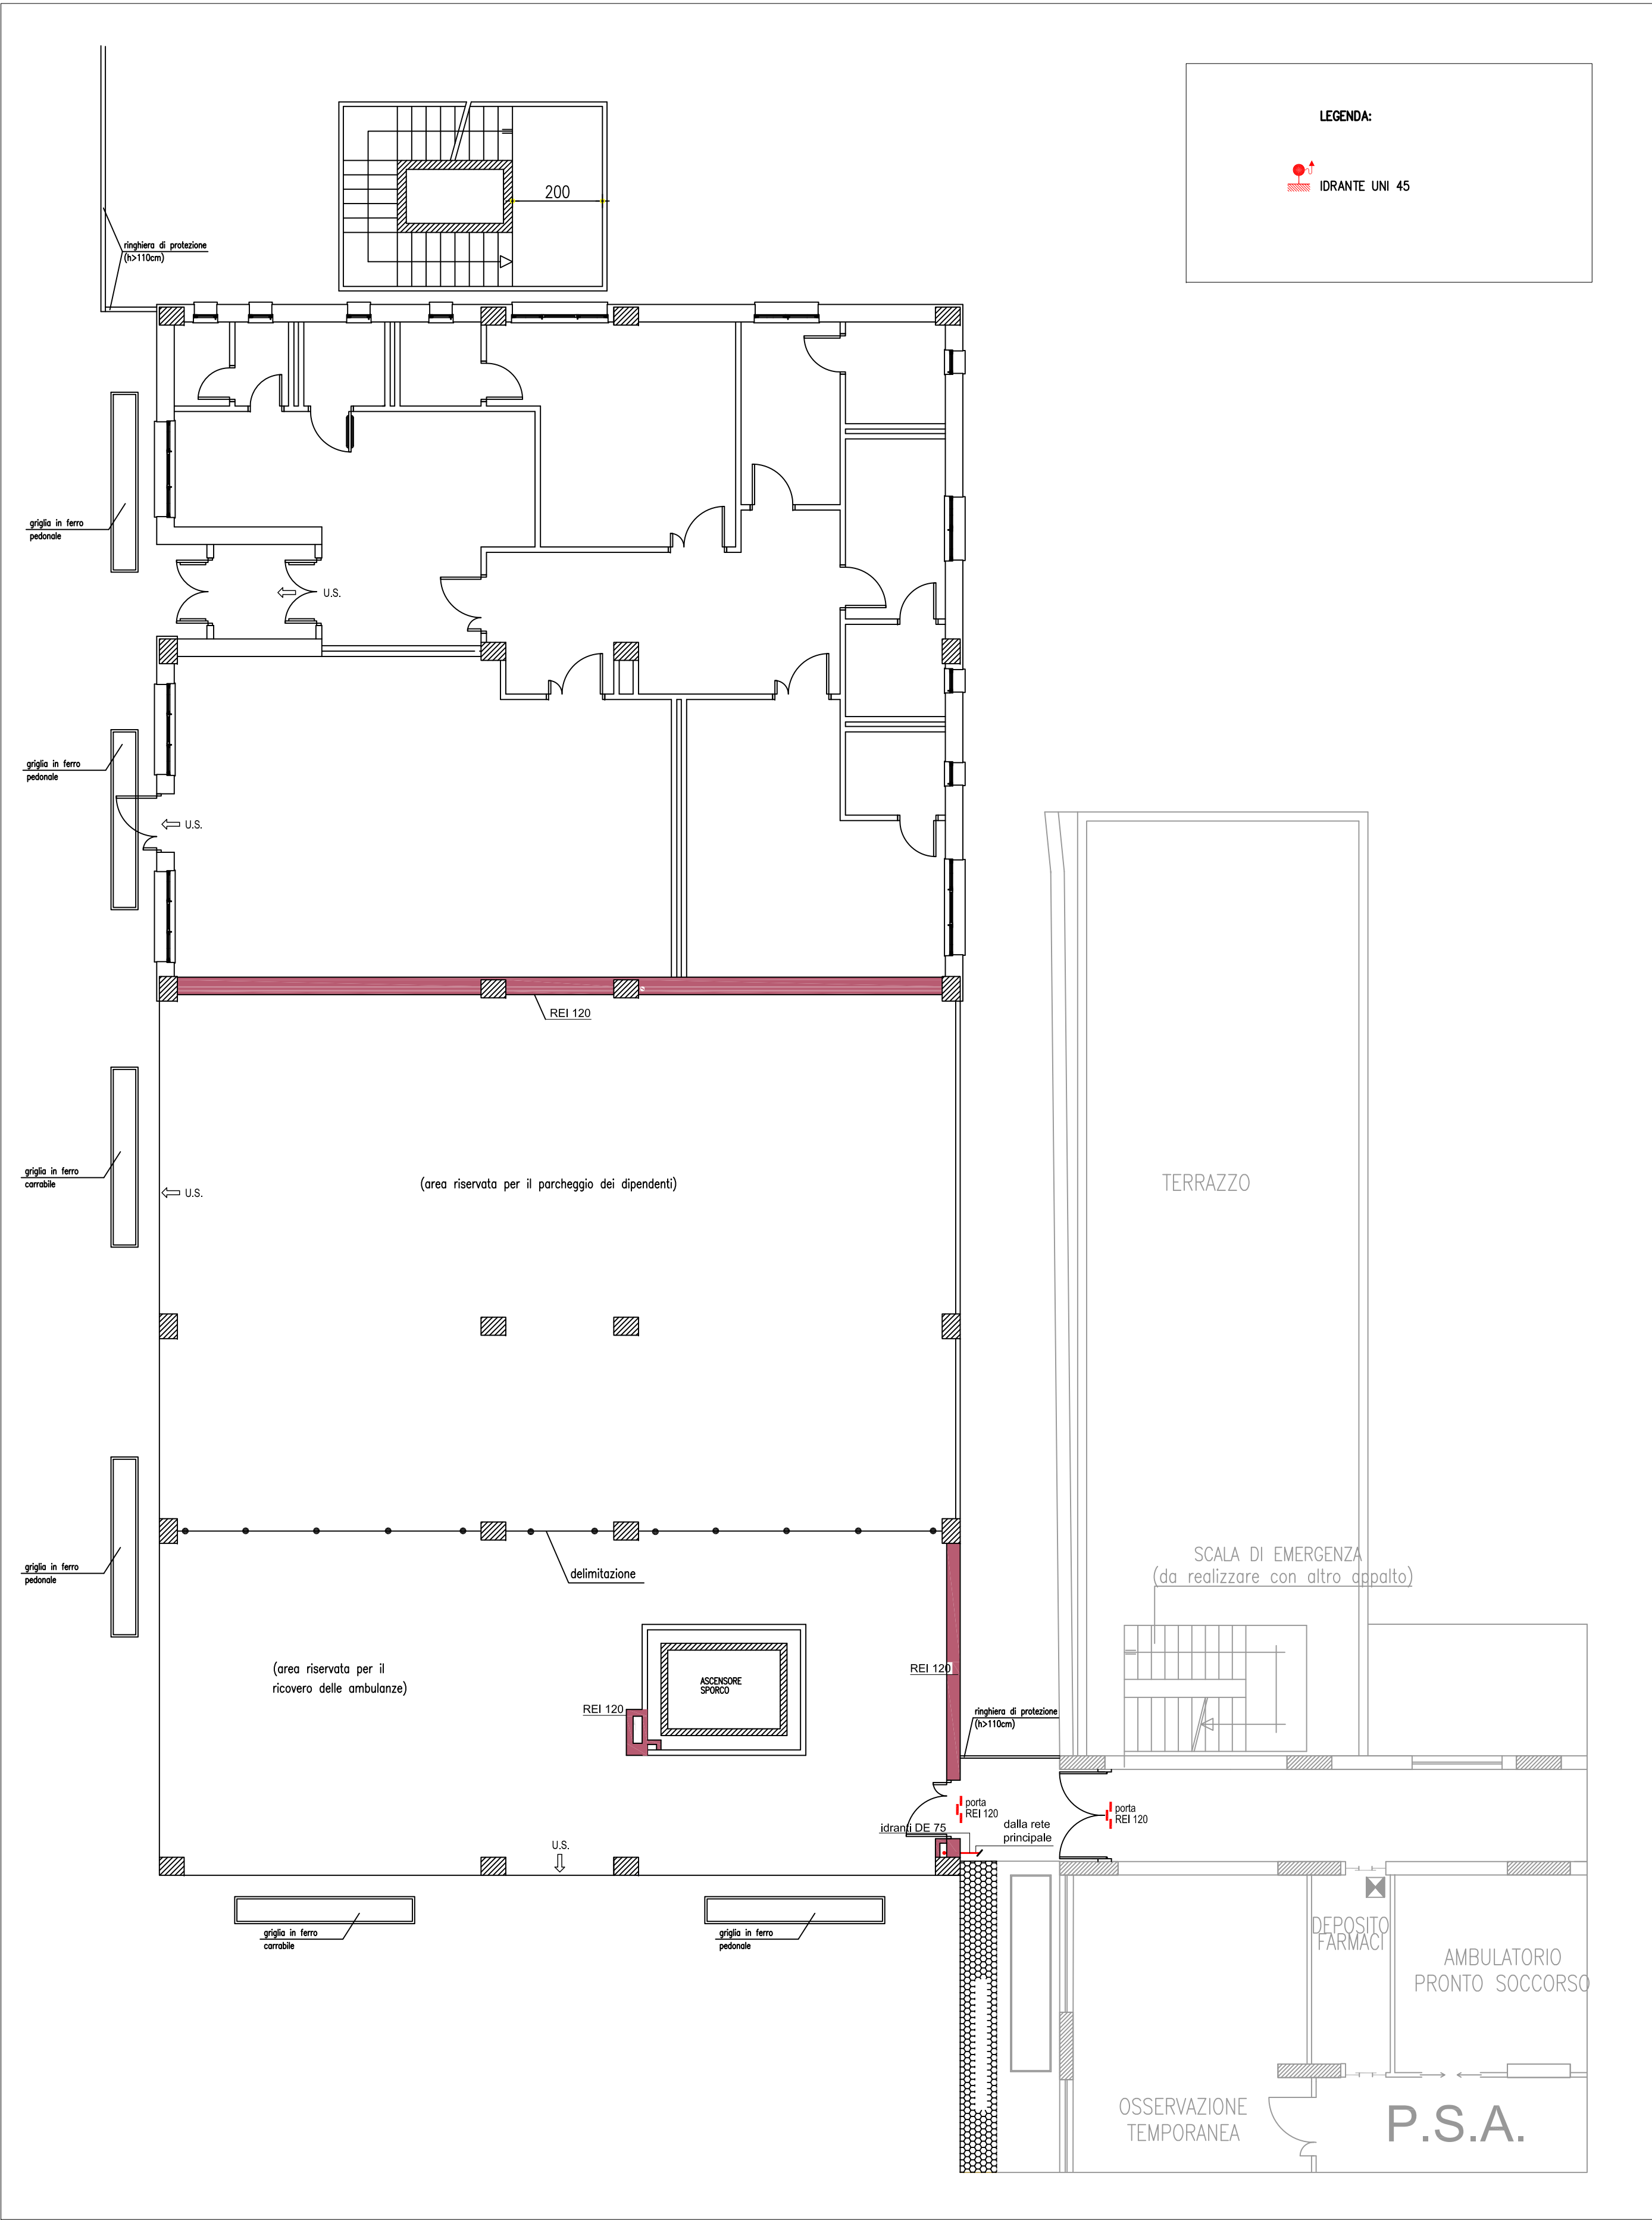 LEGENDA:
IDRANTE UNI 45
200
ringhiera di protezione
(h>110cm)
griglia in ferro
pedonale
U.S.
griglia in ferro
pedonale
U.S.
REI 120
griglia in ferro
carrabile
U.S.
(area riservata per il parcheggio dei dipendenti)
TERRAZZO
SCALA DI EMERGENZA
(da realizzare con altro appalto)
griglia in ferro
pedonale
delimitazione
(area riservata per il
ricovero delle ambulanze)
ASCENSORE
SPORCO
REI 120
REI 120
ringhiera di protezione
(h>110cm)
porta
REI 120
porta
REI 120
idranti DE 75
dalla rete
principale
U.S.
griglia in ferro
carrabile
griglia in ferro
pedonale
DEPOSITO
FARMACI
AMBULATORIO
PRONTO SOCCORSO
OSSERVAZIONE
TEMPORANEA
P.S.A.